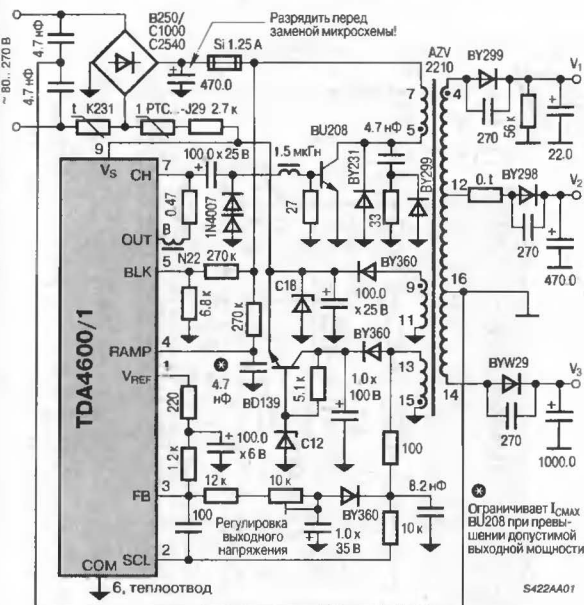 ~ 80.. 270 В
4.7 нФ
4.7 нФ
B250/
C1000
C2540
Разрядить перед
заменой микросхемы!
Si 1.25 A
+
470.0
t K231
1 PTC...-J29
2.7 к
AZV
2210
7
5
4
12
16
14
9
11
13
15
BY299
270
56 к
+
22.0
V1
0. t
BY298
270
+
470.0
V2
BYW29
270
+
1000.0
V3
BU208
4.7 нФ
BY231
33
BY299
1.5 мкГн
27
100.0 x 25 В
+
1N4007
0.47
N22
270 к
6.8 к
270 к
C18
+
100.0
x 25 В
BY360
BY360
4.7
нФ
BD139
5.1 к
C12
+
1.0 x
100 В
100
220
+
100.0
x 6 В
12 к
12 к
10 к
BY360
8.2 нФ
100
Регулировка
выходного
напряжения
+
1.0 x
35 В
10 к
TDA4600/1
9
VS
CH
7
OUT
8
BLK
5
RAMP
4
VREF
1
FB
3
SCL
2
COM
6, теплоотвод
Ограничивает ICMAX
BU208 при превы-
шении допустимой
выходной мощности
S422AA01